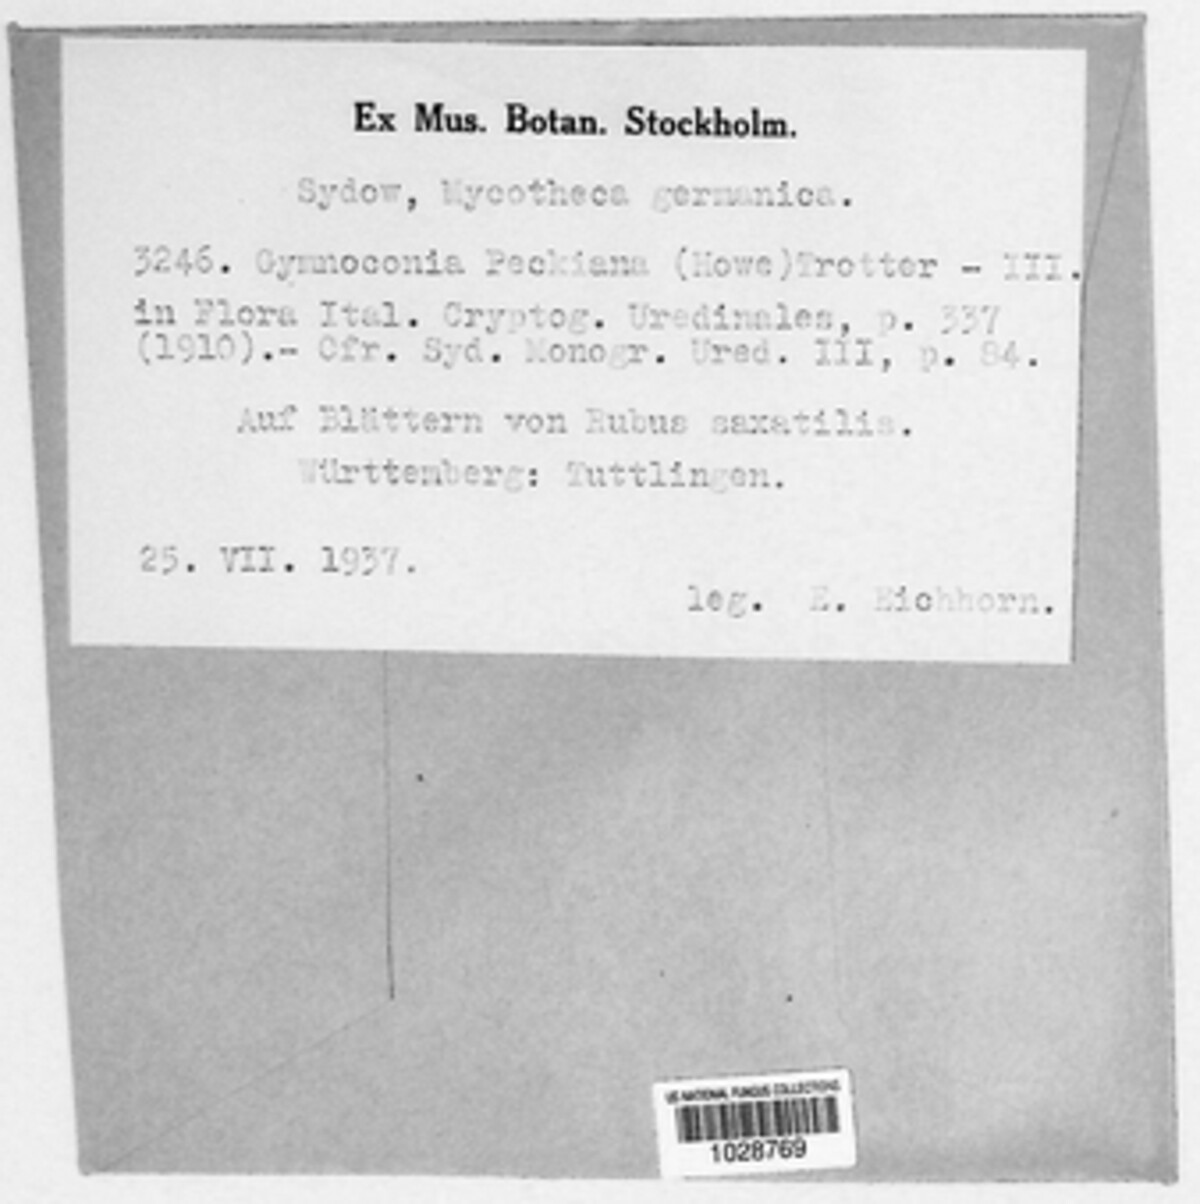 Ex Mus. Botan. Stockholm.
Sydow, Mycotheca germanica.
3246. Gymnoconia Peckiana (Howe)Trotter - III.
in Flora Ital. Cryptog. Uredinales, p. 337
(1910).- Cfr. Syd. Monogr. Ured. III, p. 84.
Auf Blättern von Rubus saxatilis.
Württemberg: Tuttlingen.
25. VII. 1937.
leg. E. Eichhorn.
US NATIONAL FUNGUS COLLECTIONS
1028769